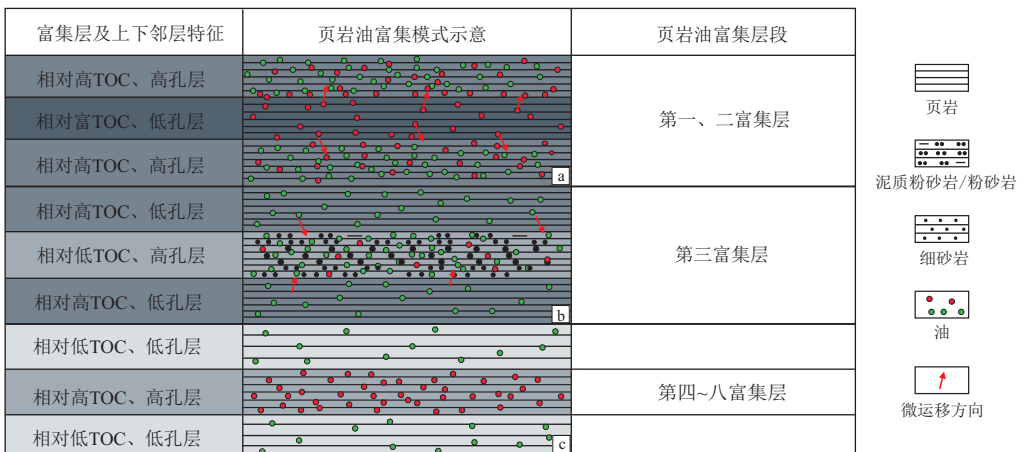 富集层及上下邻层特征
页岩油富集模式示意
页岩油富集层段
相对高TOC、高孔层
相对富TOC、低孔层
相对高TOC、高孔层
a
第一、二富集层
相对高TOC、低孔层
相对低TOC、高孔层
相对高TOC、低孔层
b
第三富集层
相对低TOC、低孔层
相对高TOC、高孔层
相对低TOC、低孔层
c
第四~八富集层
页岩
泥质粉砂岩/粉砂岩
细砂岩
油
微运移方向